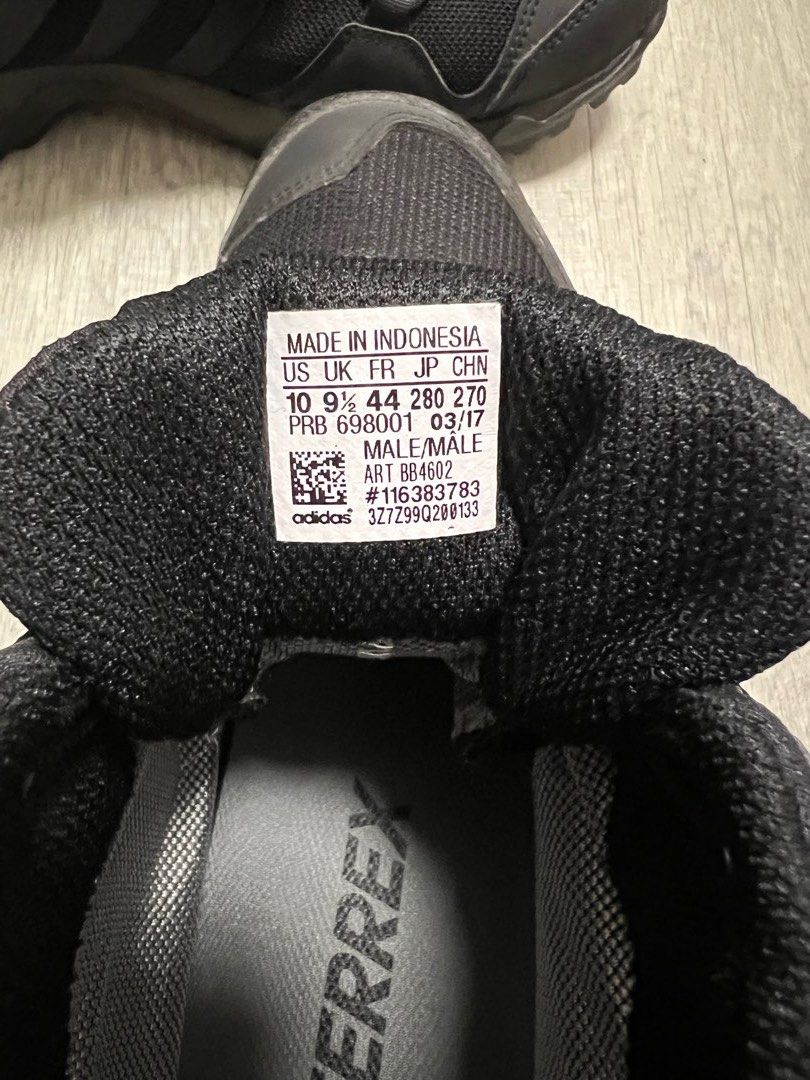 MADE IN INDONESIA
US UK FR JP CHN
10 9½ 44 280 270
PRB 698001 03/17
MALE/MÂLE
ART BB4602
#116383783
adidas® 3Z7Z99Q200133
ERREX